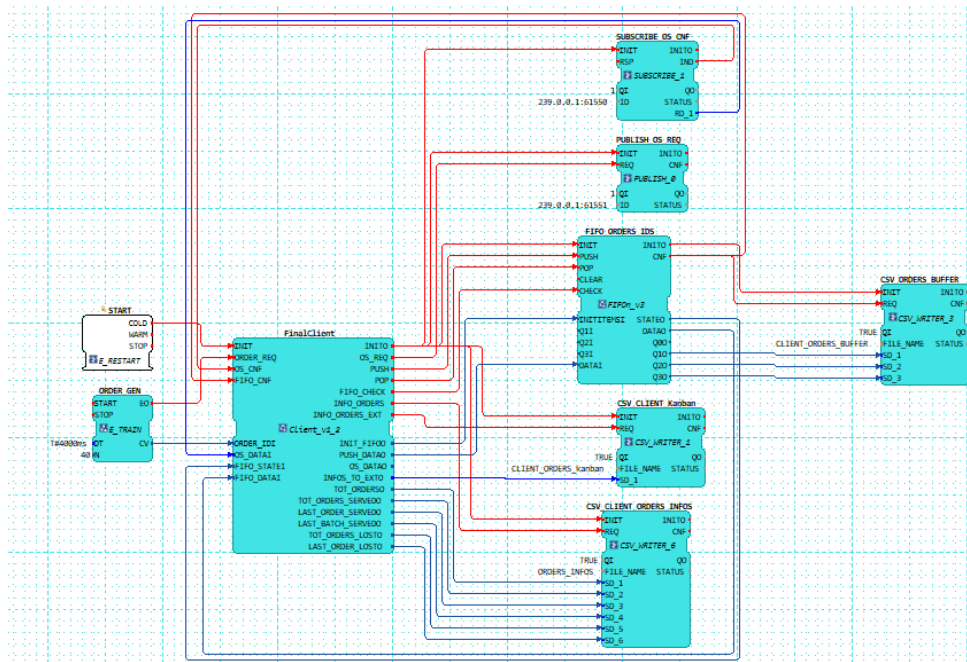 SUBSCRIBE_OS_CNF
INIT INITO
RSP IND
SUBSCRIBE_1
1 QI QO
239.0.0.1:61550 ID STATUS
RD_1
PUBLISH_OS_REQ
INIT INITO
REQ CNF
PUBLISH_0
1 QI QO
239.0.0.1:61551 ID STATUS
FIFO_ORDERS_IDS
INIT INITO
PUSH CNF
POP
CLEAR
CHECK
FIFOn_v3
INITITEMSI STATEO
Q1I DATAO
Q2I Q0O
Q3I Q1O
DATAI Q2O
Q3O
CSV_ORDERS_BUFFER
INIT INITO
REQ CNF
CSV_WRITER_3
TRUE QI QO
CLIENT_ORDERS_BUFFER FILE_NAME STATUS
SD_1
SD_2
SD_3
START
COLD
WARM
STOP
E_RESTART
ORDER_GEN
START EO
STOP
E_TRAIN
T#4000ms DT CV
40 N
FinalClient
INIT INITO
ORDER_REQ OS_REQ
OS_CNF PUSH
FIFO_CNF POP
FIFO_CHECK
INFO_ORDERS
INFO_ORDERS_EXT
Client_v1_2
ORDER_IDI INIT_FIFOO
OS_DATAI PUSH_DATAO
FIFO_STATEI OS_DATAO
FIFO_DATAI INFOS_TO_EXTO
TOT_ORDERSO
TOT_ORDERS_SERVEDO
LAST_ORDER_SERVEDO
LAST_BATCH_SERVEDO
TOT_ORDERS_LOSTO
LAST_ORDER_LOSTO
CSV_CLIENT_Kanban
INIT INITO
REQ CNF
CSV_WRITER_1
TRUE QI QO
CLIENT_ORDERS_kanban FILE_NAME STATUS
SD_1
CSV_CLIENT_ORDERS_INFOS
INIT INITO
REQ CNF
CSV_WRITER_6
TRUE QI QO
ORDERS_INFOS FILE_NAME STATUS
SD_1
SD_2
SD_3
SD_4
SD_5
SD_6